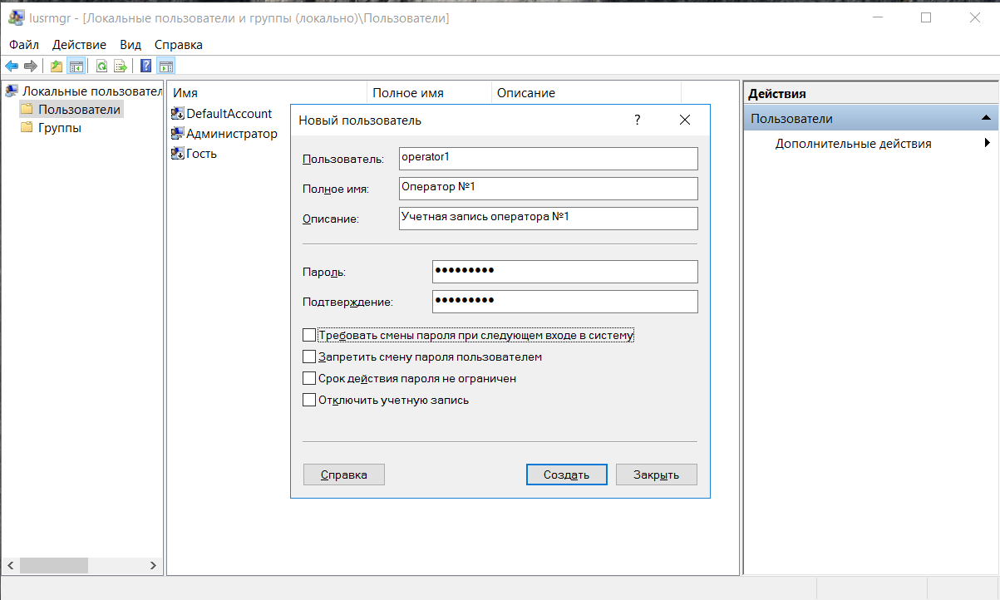 lusrmgr - [Локальные пользователи и группы (локально)\Пользователи]
Файл Действие Вид Справка
Локальные пользовател
Пользователи
Группы
Имя Полное имя Описание
DefaultAccount
Администратор
Гость
Новый пользователь
Пользователь: operator1
Полное имя: Оператор №1
Описание: Учетная запись оператора №1
Пароль: •••••••••
Подтверждение: •••••••••
Требовать смены пароля при следующем входе в систему
Запретить смену пароля пользователем
Срок действия пароля не ограничен
Отключить учетную запись
Справка Создать Закрыть
Действия
Пользователи
Дополнительные действия